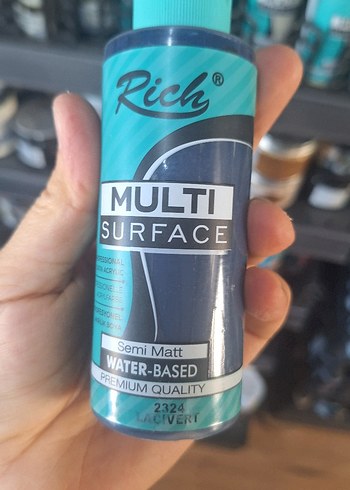 Rich®
MULTI
SURFACE
Semi Matt
WATER-BASED
PREMIUM QUALITY
2324
LACIVERT